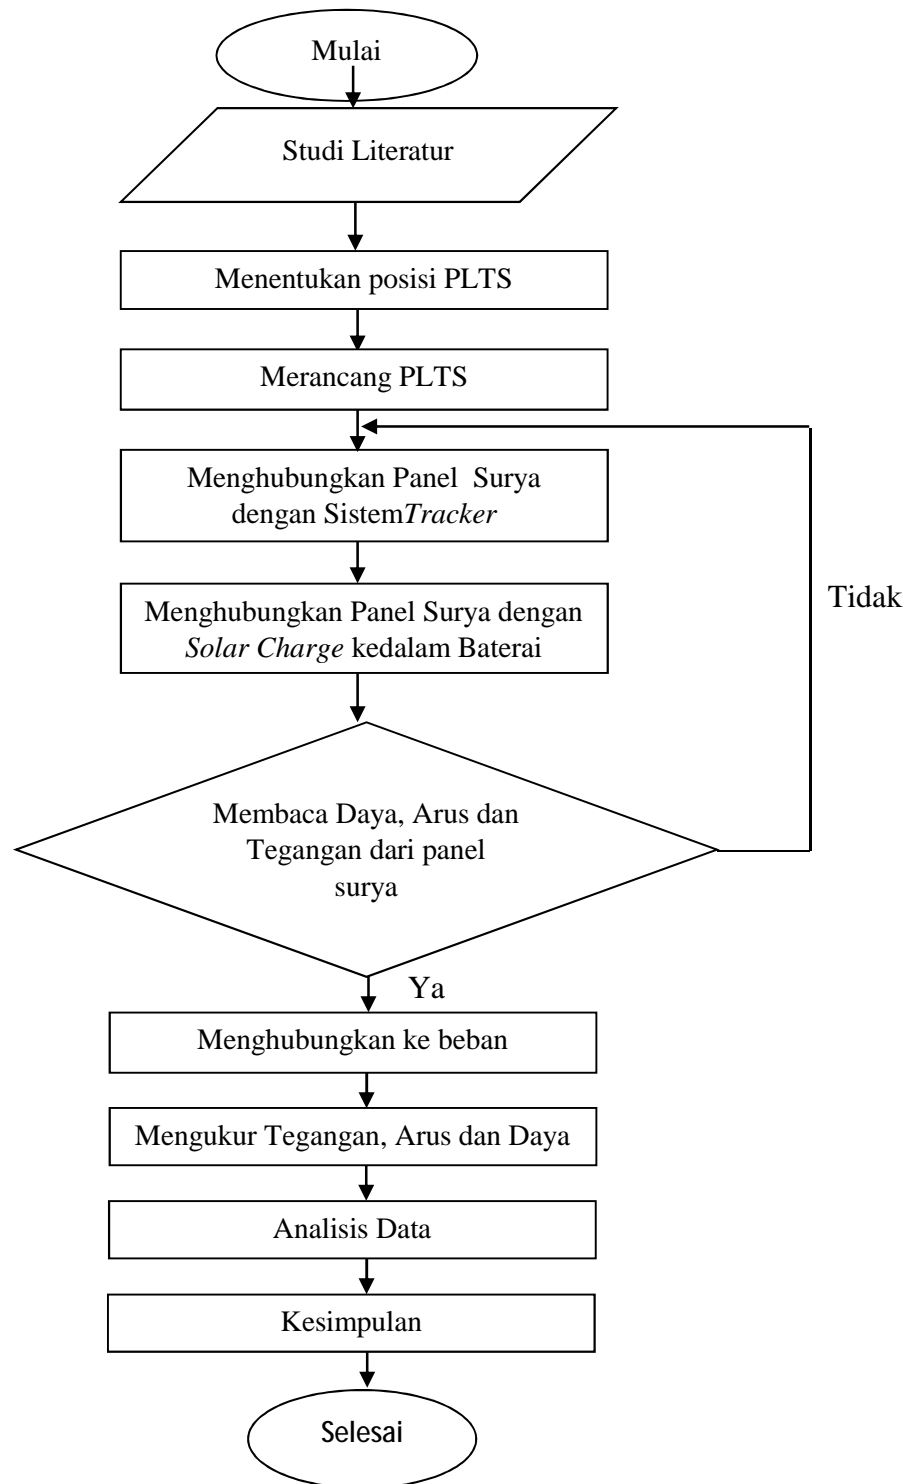 Mulai
Studi Literatur
Menentukan posisi PLTS
Merancang PLTS
Menghubungkan Panel Surya
dengan SistemTracker
Menghubungkan Panel Surya dengan
Solar Charge kedalam Baterai
Tidak
Membaca Daya, Arus dan
Tegangan dari panel
surya
Ya
Menghubungkan ke beban
Mengukur Tegangan, Arus dan Daya
Analisis Data
Kesimpulan
Selesai